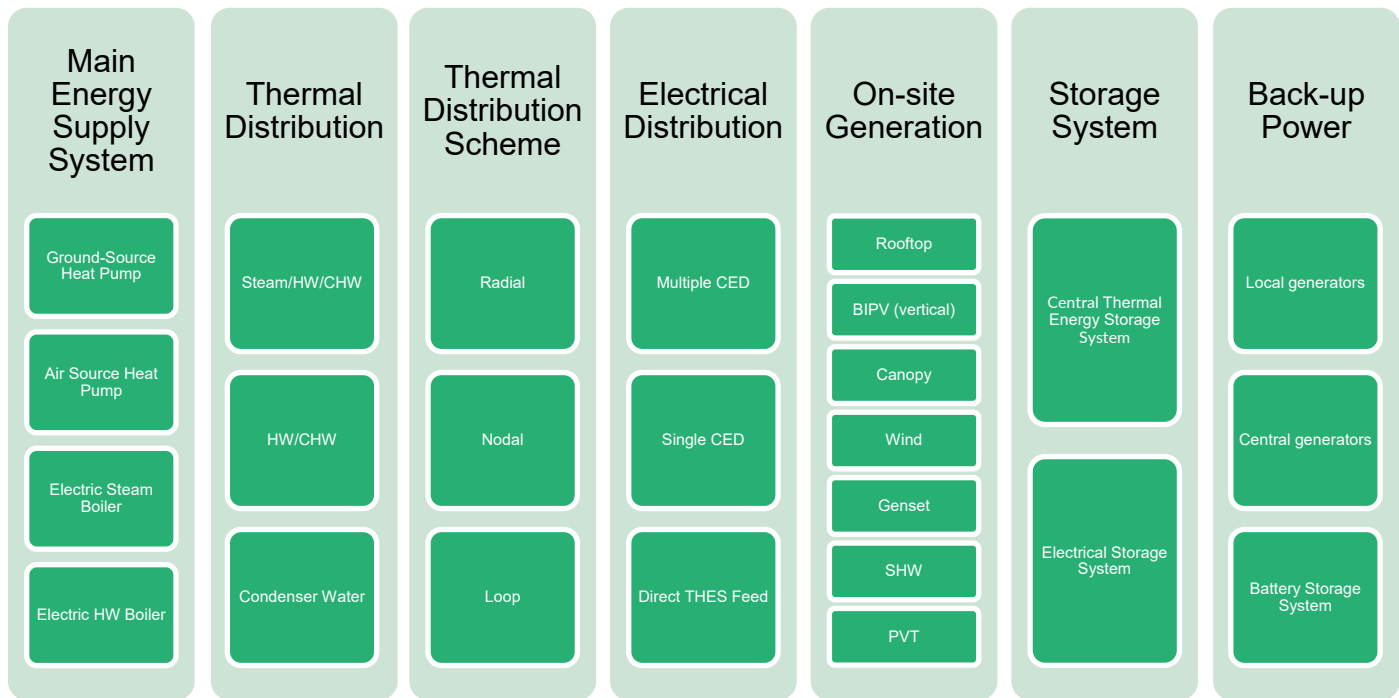 Main
Energy
Supply
System
Ground-Source
Heat Pump
Air Source Heat
Pump
Electric Steam
Boiler
Electric HW Boiler
Thermal
Distribution
Steam/HW/CHW
HW/CHW
Condenser Water
Thermal
Distribution
Scheme
Radial
Nodal
Loop
Electrical
Distribution
Multiple CED
Single CED
Direct THES Feed
On-site
Generation
Rooftop
BIPV (vertical)
Canopy
Wind
Genset
SHW
PVT
Storage
System
Central Thermal
Energy Storage
System
Electrical Storage
System
Back-up
Power
Local generators
Central generators
Battery Storage
System